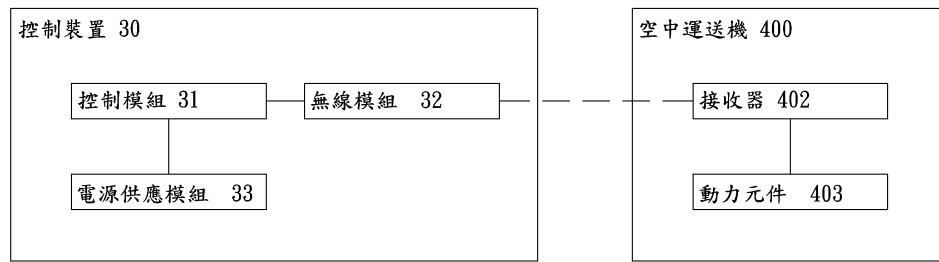 控制裝置 30
控制模組 31
無線模組 32
電源供應模組 33
空中運送機 400
接收器 402
動力元件 403